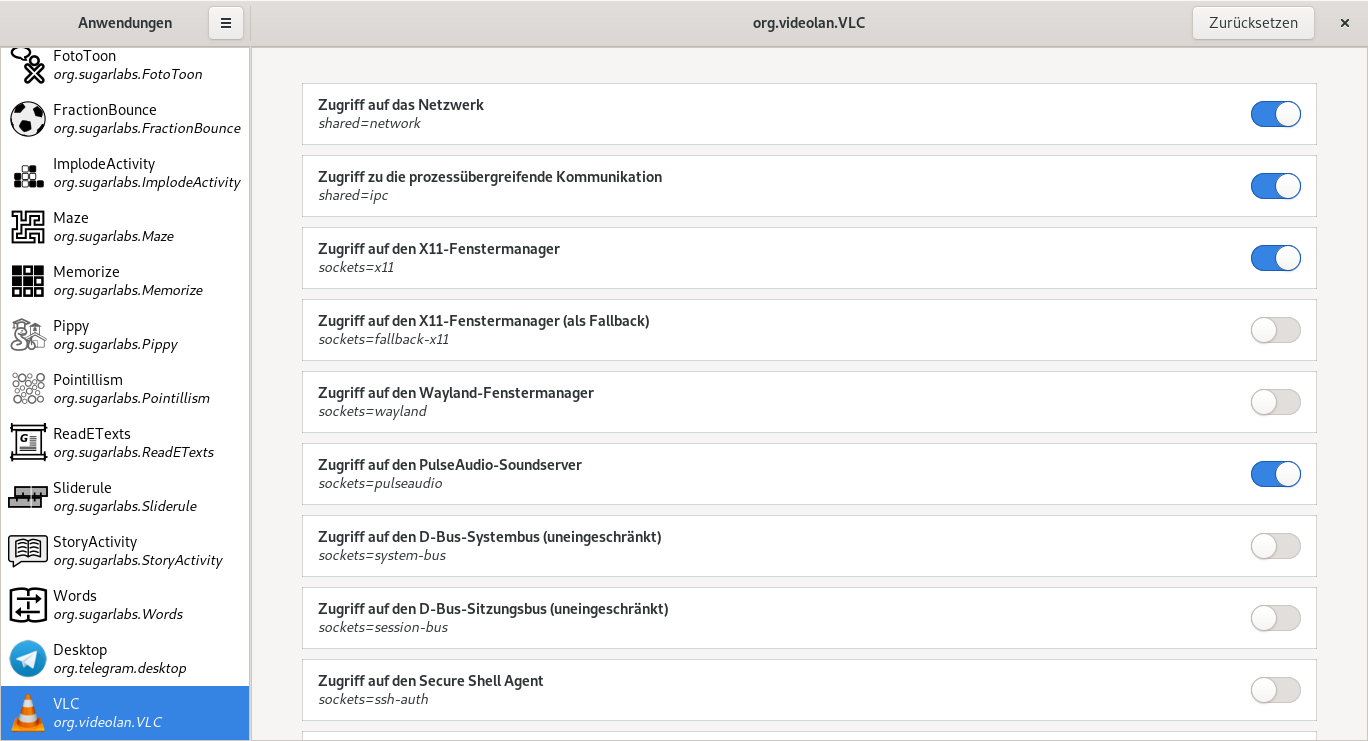 Anwendungen
org.videolan.VLC
Zurücksetzen
FotoToon
org.sugarlabs.FotoToon
FractionBounce
org.sugarlabs.FractionBounce
ImplodeActivity
org.sugarlabs.ImplodeActivity
Maze
org.sugarlabs.Maze
Memorize
org.sugarlabs.Memorize
Pippy
org.sugarlabs.Pippy
Pointillism
org.sugarlabs.Pointillism
ReadETexts
org.sugarlabs.ReadETexts
Sliderule
org.sugarlabs.Sliderule
StoryActivity
org.sugarlabs.StoryActivity
Words
org.sugarlabs.Words
Desktop
org.telegram.desktop
VLC
org.videolan.VLC
Zugriff auf das Netzwerk
shared=network
Zugriff zu die prozessübergreifende Kommunikation
shared=ipc
Zugriff auf den X11-Fenstermanager
sockets=x11
Zugriff auf den X11-Fenstermanager (als Fallback)
sockets=fallback-x11
Zugriff auf den Wayland-Fenstermanager
sockets=wayland
Zugriff auf den PulseAudio-Soundserver
sockets=pulseaudio
Zugriff auf den D-Bus-Systembus (uneingeschränkt)
sockets=system-bus
Zugriff auf den D-Bus-Sitzungsbus (uneingeschränkt)
sockets=session-bus
Zugriff auf den Secure Shell Agent
sockets=ssh-auth